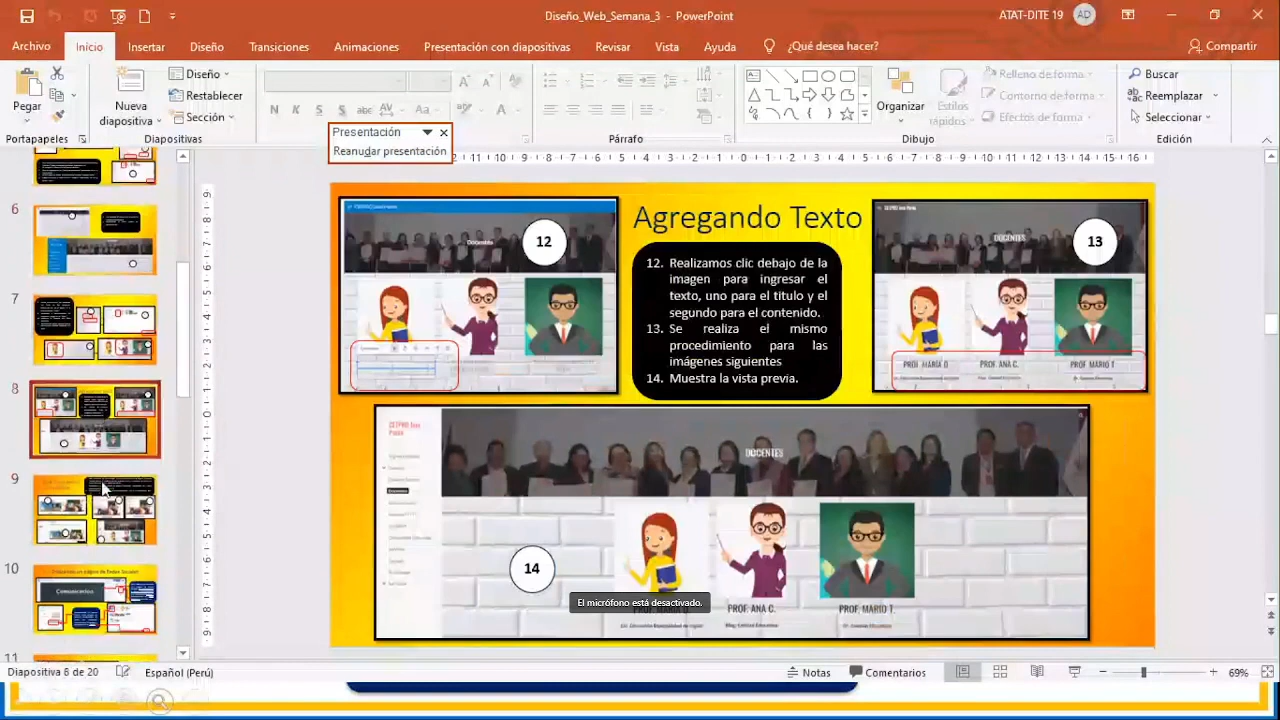 Diseño_Web_Semana_3 - PowerPoint
ATAT-DITE 19
AD
Archivo
Inicio
Insertar
Diseño
Transiciones
Animaciones
Presentación con diapositivas
Revisar
Vista
Ayuda
¿Qué desea hacer?
Compartir
Pegar
Nueva
diapositiva
Diseño
Restablecer
Sección
Organizar
Estilos
rápidos
Relleno de forma
Contorno de forma
Efectos de forma
Buscar
Reemplazar
Seleccionar
Portapapeles
Diapositivas
Párrafo
Dibujo
Edición
Presentación
Reanudar presentación
6
7
8
9
10
11
Agregando Texto
12
12. Realizamos clic debajo de la
imagen para ingresar el
texto, uno para el titulo y el
segundo para el contenido.
13. Se realiza el mismo
procedimiento para las
imágenes siguientes
14. Muestra la vista previa.
13
DOCENTES
PROF. MARIA D
PROF. ANA C.
PROF. MARIO T
DOCENTES
14
PROF. ANA C.
PROF. MARIO T.
El micrófono está desactivado.
Comunicentos
Diapositiva 8 de 20
Español (Perú)
Notas
Comentarios
69%